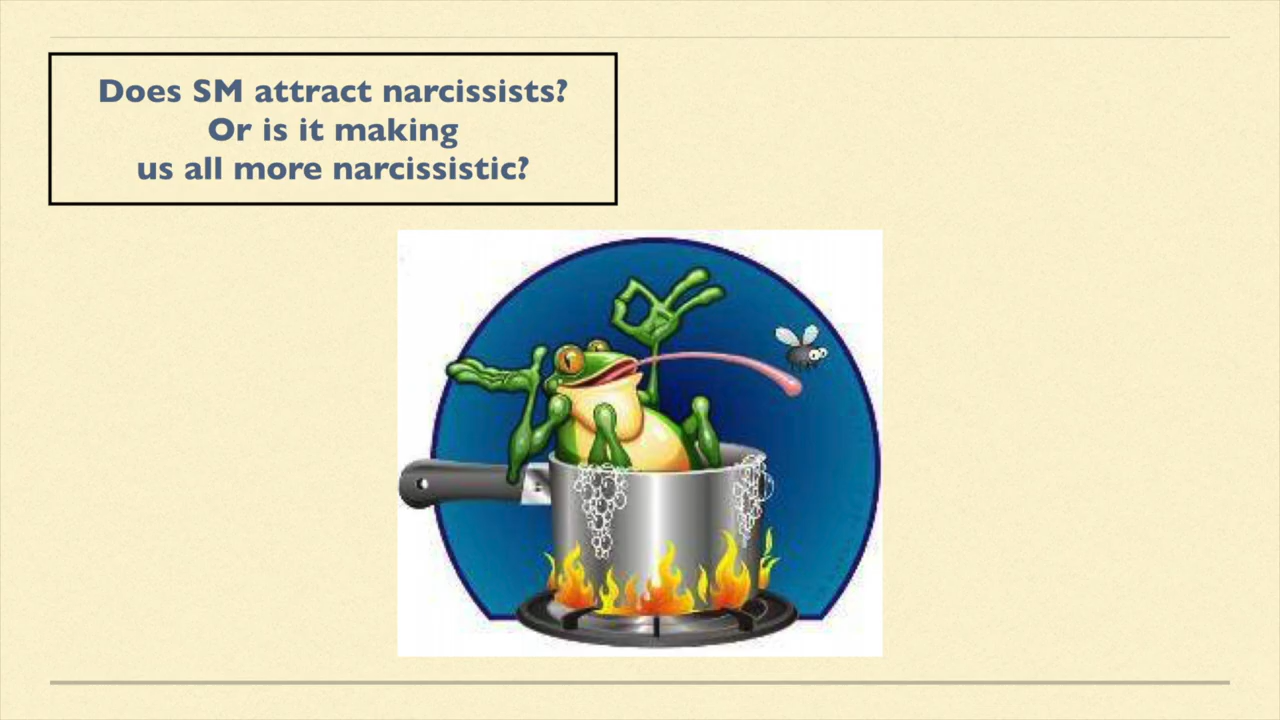 Does SM attract narcissists?
Or is it making
us all more narcissistic?